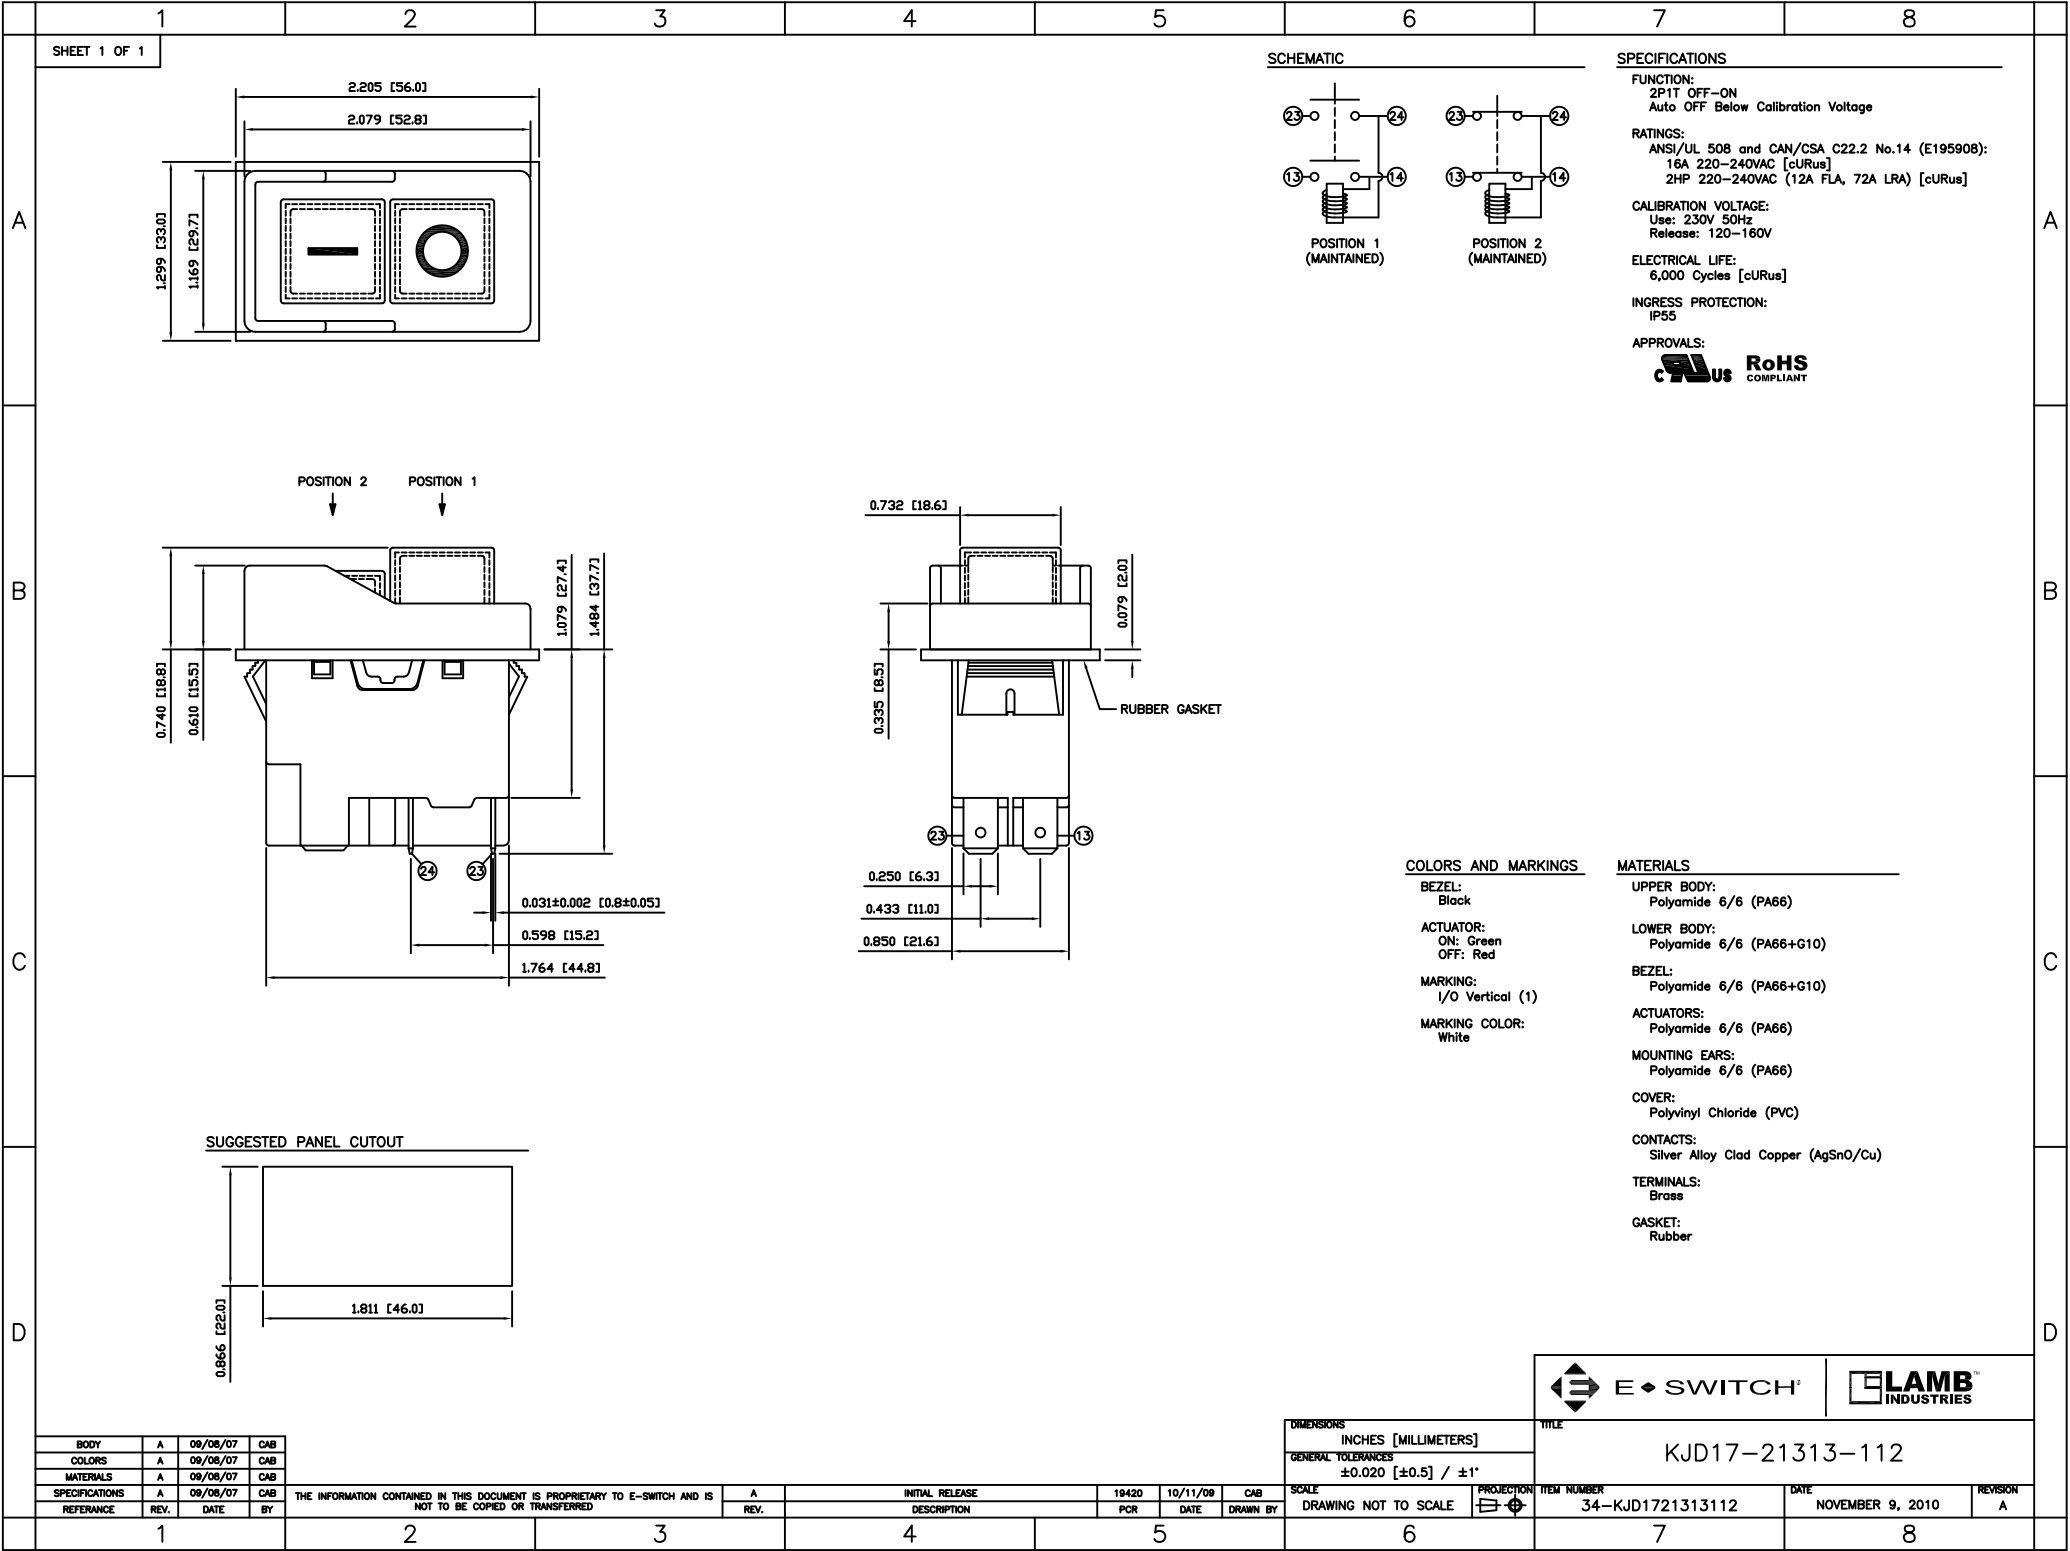 1 2 3 4 5 6 7 8
SHEET 1 OF 1
A
A
B
B
C
C
D
D
2.205 [56.0]
2.079 [52.8]
1.299 [33.0]
1.169 [29.7]
SCHEMATIC
23 24
13 14
POSITION 1
(MAINTAINED)
23 24
13 14
POSITION 2
(MAINTAINED)
SPECIFICATIONS
FUNCTION:
2P1T OFF-ON
Auto OFF Below Calibration Voltage
RATINGS:
ANSI/UL 508 and CAN/CSA C22.2 No.14 (E195908):
16A 220-240VAC [cURus]
2HP 220-240VAC (12A FLA, 72A LRA) [cURus]
CALIBRATION VOLTAGE:
Use: 230V 50Hz
Release: 120-160V
ELECTRICAL LIFE:
6,000 Cycles [cURus]
INGRESS PROTECTION:
IP55
APPROVALS:
c US RoHS
COMPLIANT
POSITION 2 POSITION 1
0.740 [18.8]
0.610 [15.5]
1.079 [27.4]
1.484 [37.7]
24 23
0.031±0.002 [0.8±0.05]
0.598 [15.2]
1.764 [44.8]
0.732 [18.6]
0.079 [2.0]
0.335 [8.5]
RUBBER GASKET
23 13
0.250 [6.3]
0.433 [11.0]
0.850 [21.6]
COLORS AND MARKINGS
BEZEL:
Black
ACTUATOR:
ON: Green
OFF: Red
MARKING:
I/O Vertical (1)
MARKING COLOR:
White
MATERIALS
UPPER BODY:
Polyamide 6/6 (PA66)
LOWER BODY:
Polyamide 6/6 (PA66+G10)
BEZEL:
Polyamide 6/6 (PA66+G10)
ACTUATORS:
Polyamide 6/6 (PA66)
MOUNTING EARS:
Polyamide 6/6 (PA66)
COVER:
Polyvinyl Chloride (PVC)
CONTACTS:
Silver Alloy Clad Copper (AgSnO/Cu)
TERMINALS:
Brass
GASKET:
Rubber
SUGGESTED PANEL CUTOUT
0.866 [22.0]
1.811 [46.0]
E SWITCH
LAMB™
INDUSTRIES
DIMENSIONS
INCHES [MILLIMETERS]
GENERAL TOLERANCES
±0.020 [±0.5] / ±1°
TITLE
KJD17-21313-112
SCALE
DRAWING NOT TO SCALE
PROJECTION
ITEM NUMBER
34-KJD1721313112
DATE
NOVEMBER 9, 2010
REVISION
A
BODY A 09/08/07 CAB
COLORS A 09/08/07 CAB
MATERIALS A 09/08/07 CAB
SPECIFICATIONS A 09/08/07 CAB
REFERANCE REV. DATE BY
THE INFORMATION CONTAINED IN THIS DOCUMENT IS PROPRIETARY TO E-SWITCH AND IS
NOT TO BE COPIED OR TRANSFERRED
A INITIAL RELEASE 19420 10/11/09 CAB
REV. DESCRIPTION PCR DATE DRAWN BY
1 2 3 4 5 6 7 8